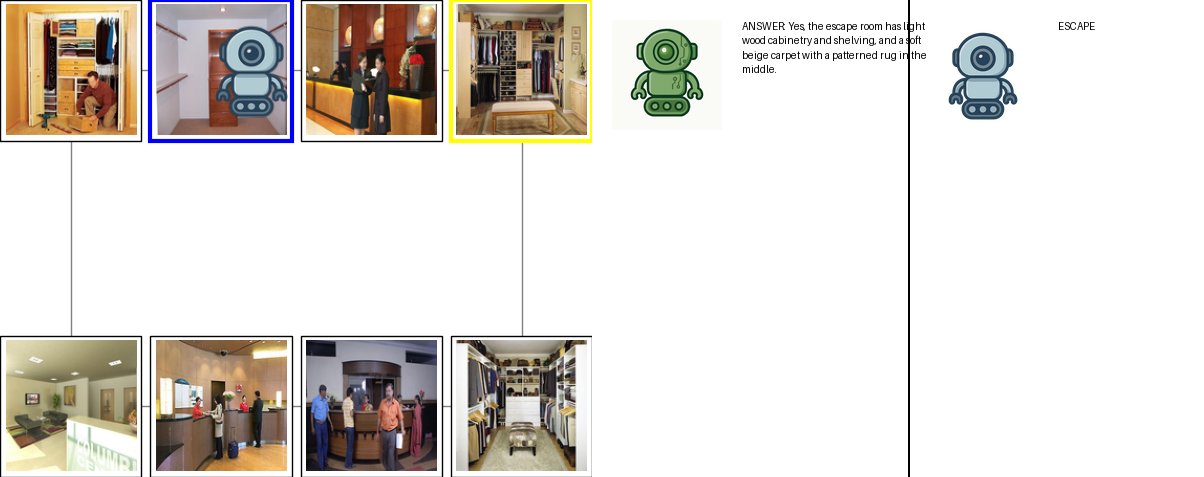 ANSWER: Yes, the escape room has light
wood cabinetry and shelving, and a soft
beige carpet with a patterned rug in the
middle.
ESCAPE